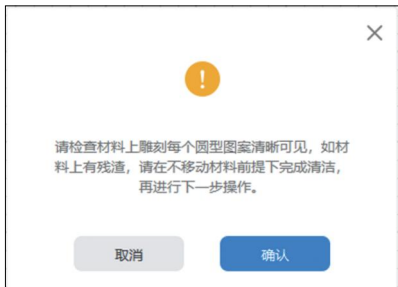 请检查材料上雕刻每个圆型图案清晰可见，如材
料上有残渣，请在不移动材料前提下完成清洁，
再进行下一步操作。
取消
确认